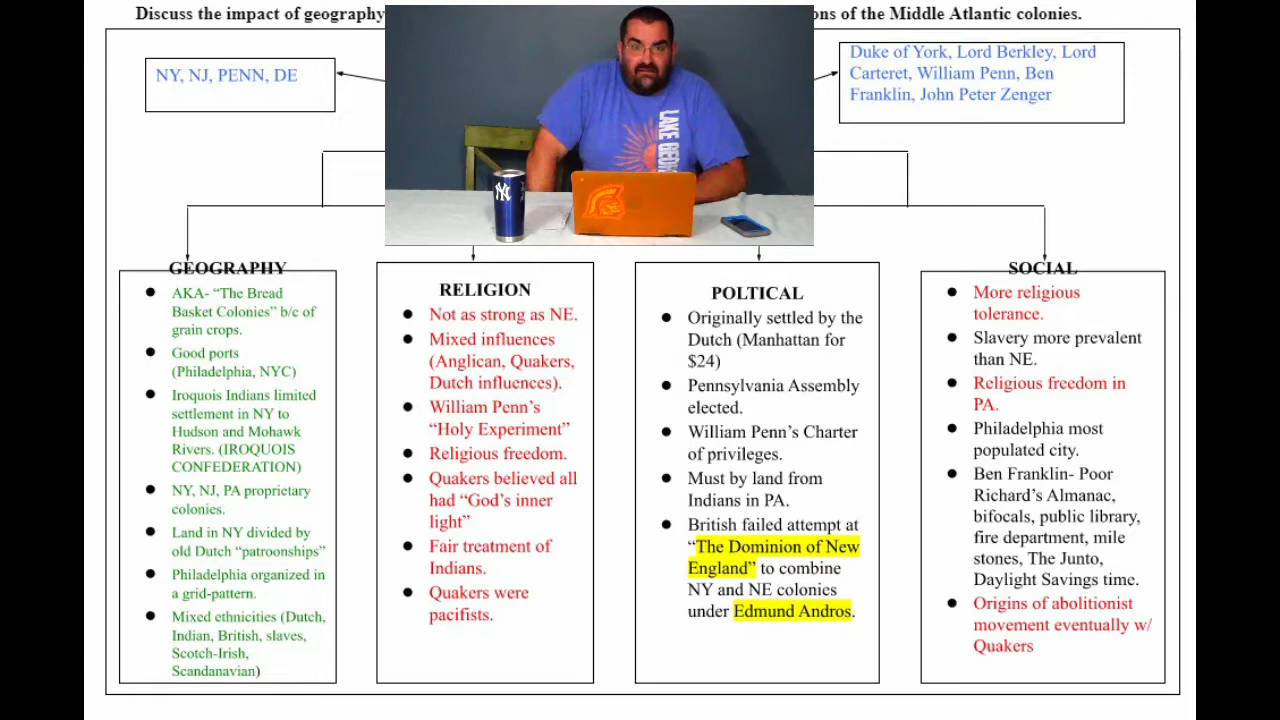 Discuss the impact of geography
ons of the Middle Atlantic colonies.
NY, NJ, PENN, DE
Duke of York, Lord Berkley, Lord
Carteret, William Penn, Ben
Franklin, John Peter Zenger
LAKE GEOR
NY
GEOGRAPHY
AKA- “The Bread
Basket Colonies” b/c of
grain crops.
Good ports
(Philadelphia, NYC)
Iroquois Indians limited
settlement in NY to
Hudson and Mohawk
Rivers. (IROQUOIS
CONFEDERATION)
NY, NJ, PA proprietary
colonies.
Land in NY divided by
old Dutch “patroonships”
Philadelphia organized in
a grid-pattern.
Mixed ethnicities (Dutch,
Indian, British, slaves,
Scotch-Irish,
Scandanavian)
RELIGION
Not as strong as NE.
Mixed influences
(Anglican, Quakers,
Dutch influences).
William Penn’s
“Holy Experiment”
Religious freedom.
Quakers believed all
had “God’s inner
light”
Fair treatment of
Indians.
Quakers were
pacifists.
POLTICAL
Originally settled by the
Dutch (Manhattan for
$24)
Pennsylvania Assembly
elected.
William Penn’s Charter
of privileges.
Must by land from
Indians in PA.
British failed attempt at
“The Dominion of New
England” to combine
NY and NE colonies
under Edmund Andros.
SOCIAL
More religious
tolerance.
Slavery more prevalent
than NE.
Religious freedom in
PA.
Philadelphia most
populated city.
Ben Franklin- Poor
Richard’s Almanac,
bifocals, public library,
fire department, mile
stones, The Junto,
Daylight Savings time.
Origins of abolitionist
movement eventually w/
Quakers